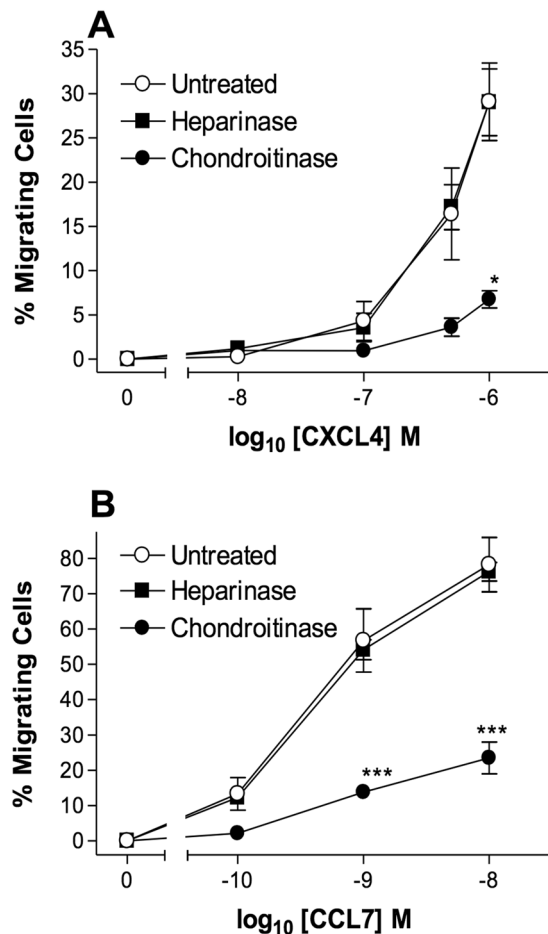 A
35
30
25
20
15
10
5
0
% Migrating Cells
Untreated
Heparinase
Chondroitinase
*
0 -8 -7 -6
log10 [CXCL4] M
B
80
70
60
50
40
30
20
10
0
% Migrating Cells
Untreated
Heparinase
Chondroitinase
***
***
0 -10 -9 -8
log10 [CCL7] M